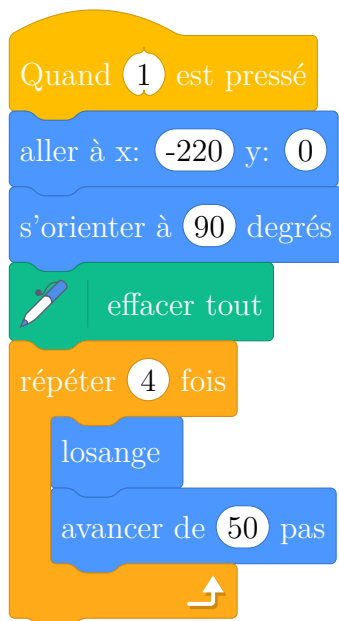 Quand 1 est pressé
aller à x: -220 y: 0
s'orienter à 90 degrés
effacer tout
répéter 4 fois
losange
avancer de 50 pas